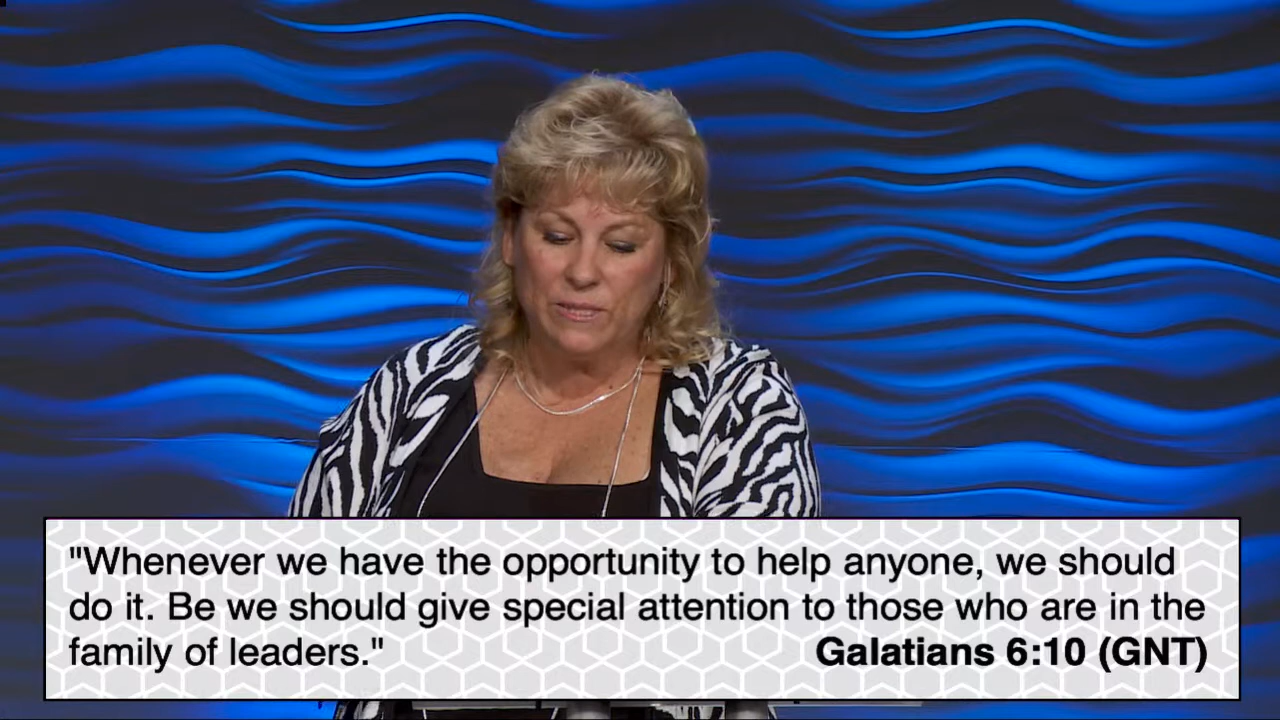 "Whenever we have the opportunity to help anyone, we should
do it. Be we should give special attention to those who are in the
family of leaders."
Galatians 6:10 (GNT)